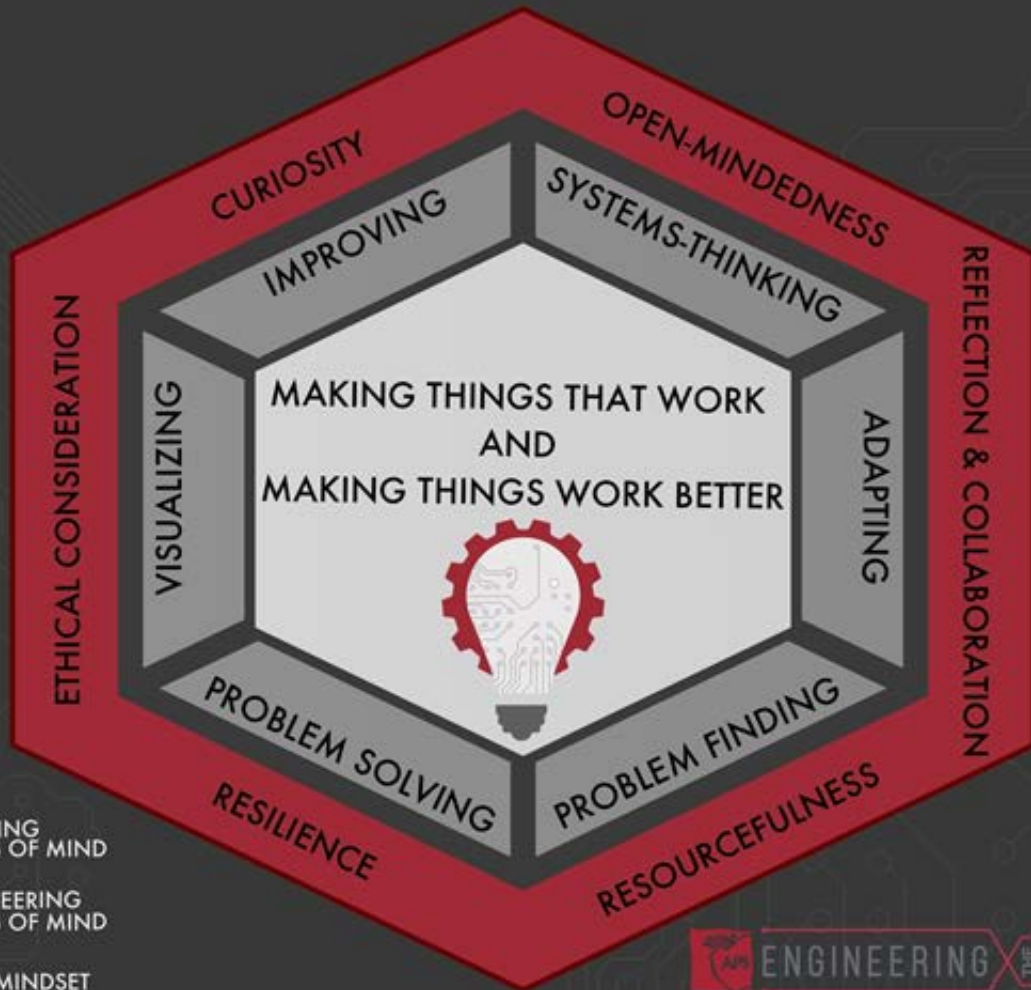 CURIOSITY
OPEN-MINDEDNESS
IMPROVING
SYSTEMS-THINKING
ETHICAL CONSIDERATION
VISUALIZING
MAKING THINGS THAT WORK
AND
MAKING THINGS WORK BETTER
ADAPTING
REFLECTION & COLLABORATION
PROBLEM SOLVING
PROBLEM FINDING
RESILIENCE
RESOURCEFULNESS
OF MIND
OF MIND
MINDSET
APS
ENGINEERING